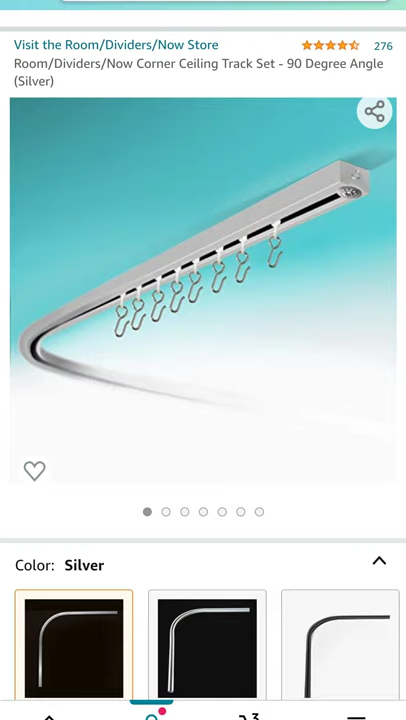 Visit the Room/Dividers/Now Store
276
Room/Dividers/Now Corner Ceiling Track Set - 90 Degree Angle
(Silver)
Color: Silver
3